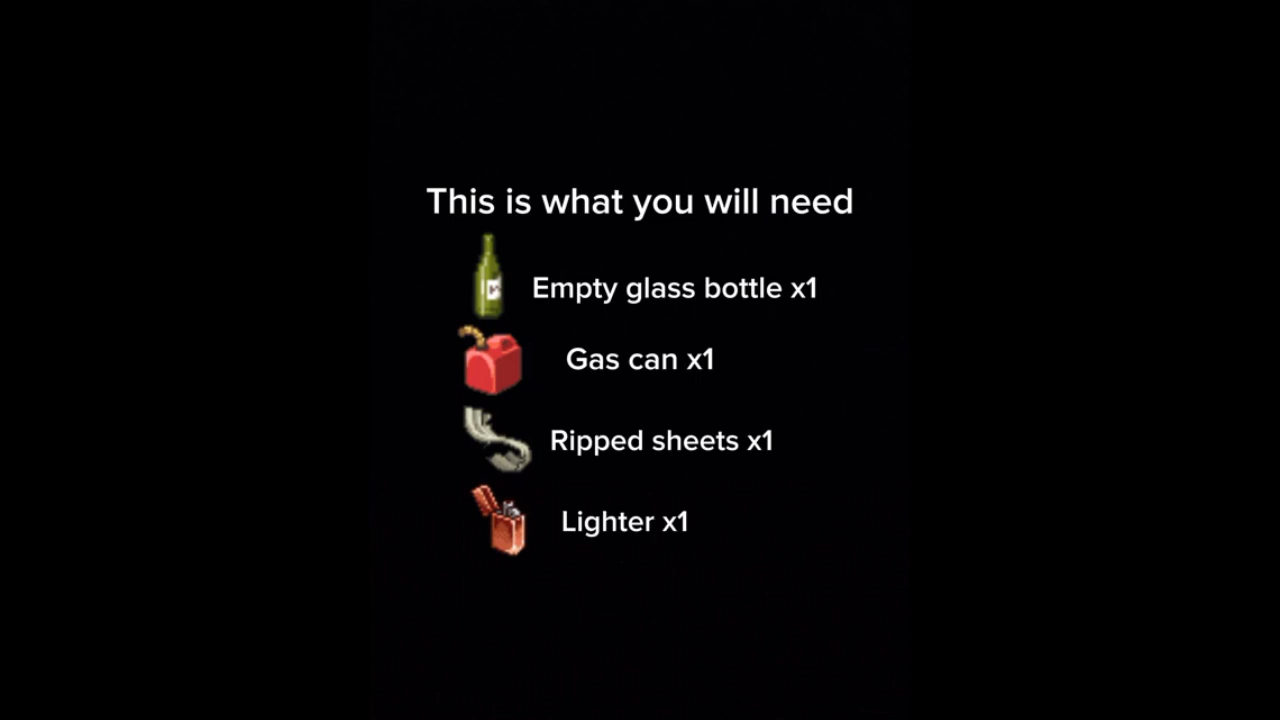 This is what you will need
Empty glass bottle x1
Gas can x1
Ripped sheets x1
Lighter x1